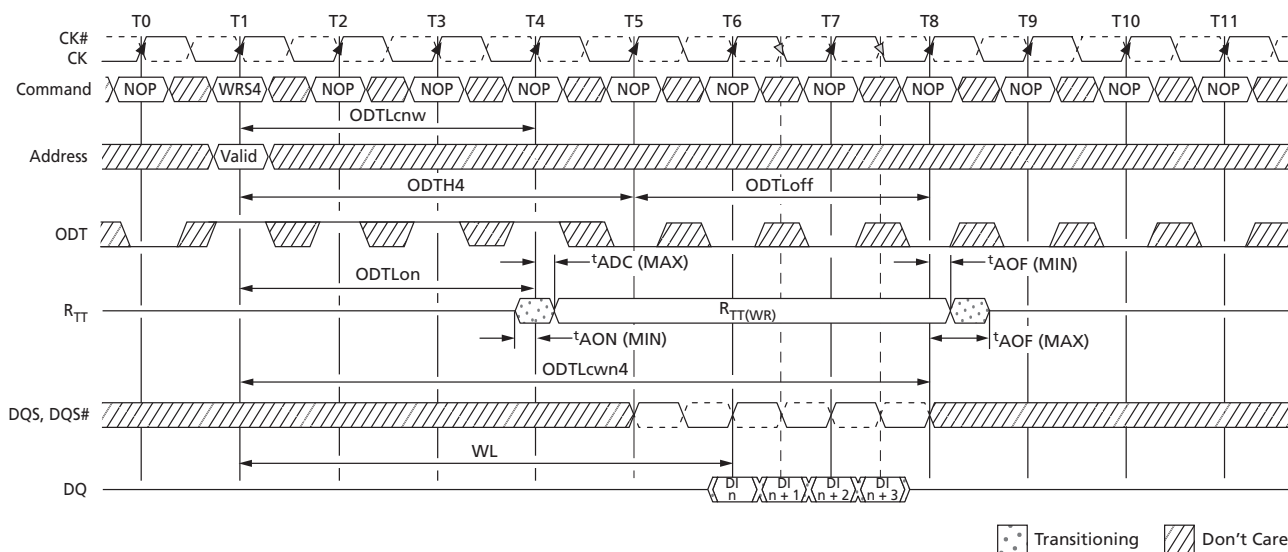 T0 T1 T2 T3 T4 T5 T6 T7 T8 T9 T10 T11
CK#
CK
Command NOP WRS4 NOP NOP NOP NOP NOP NOP NOP NOP NOP NOP
ODTLcnw
Address Valid
ODTH4 ODTLoff
ODT
tADC (MAX) tAOF (MIN)
ODTLon
RTT RTT(WR)
tAON (MIN) tAOF (MAX)
ODTLcwn4
DQS, DQS#
WL
DQ DI n DI n + 1 DI n + 2 DI n + 3
Transitioning Don't Care